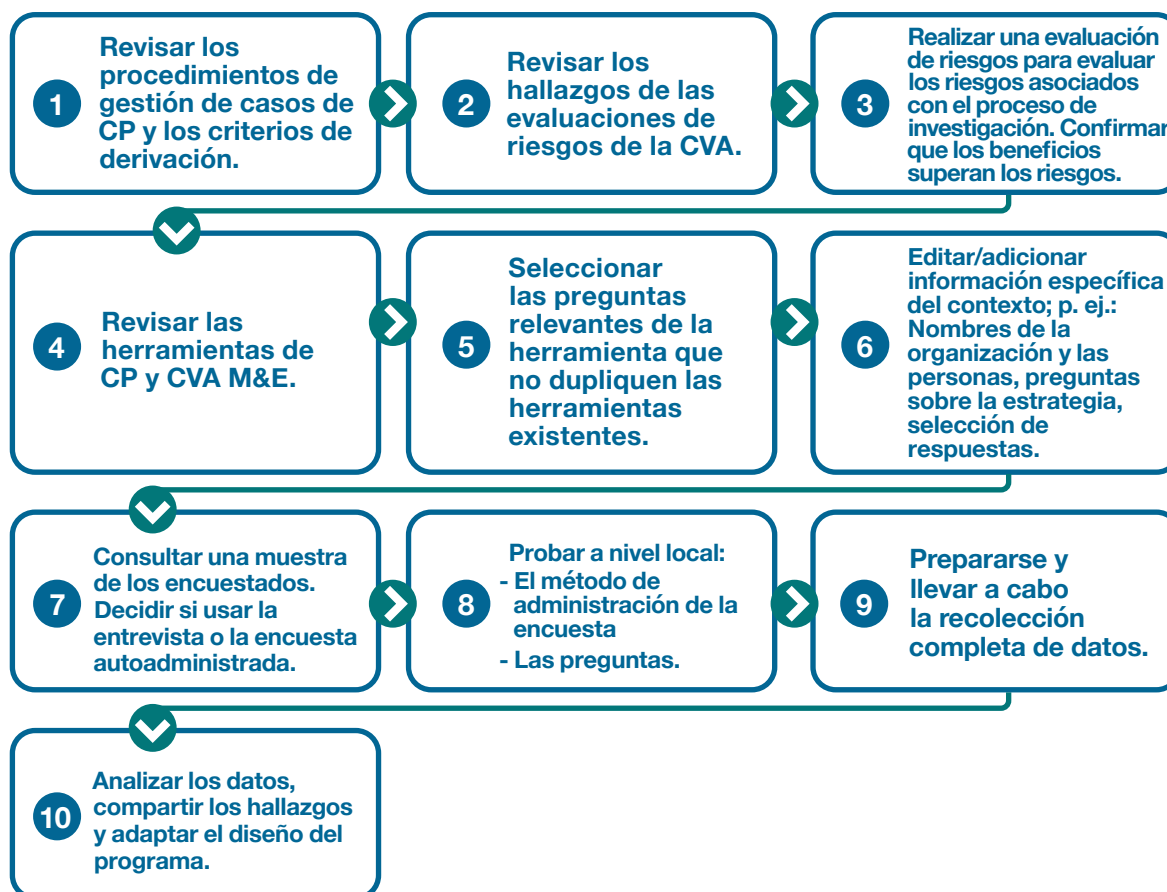 1
Revisar los
procedimientos de
gestión de casos de
CP y los criterios de
derivación.
2
Revisar los
hallazgos de las
evaluaciones de
riesgos de la CVA.
3
Realizar una evaluación
de riesgos para evaluar
los riesgos asociados
con el proceso de
investigación. Confirmar
que los beneficios
superan los riesgos.
4
Revisar las
herramientas de
CP y CVA M&E.
5
Seleccionar
las preguntas
relevantes de la
herramienta que
no dupliquen las
herramientas
existentes.
6
Editar/adicionar
información específica
del contexto; p. ej.:
Nombres de la
organización y las
personas, preguntas
sobre la estrategia,
selección de
respuestas.
7
Consultar una muestra
de los encuestados.
Decidir si usar la
entrevista o la encuesta
autoadministrada.
8
Probar a nivel local:
- El método de
administración de la
encuesta
- Las preguntas.
9
Prepararse y
llevar a cabo
la recolección
completa de datos.
10
Analizar los datos,
compartir los hallazgos
y adaptar el diseño del
programa.